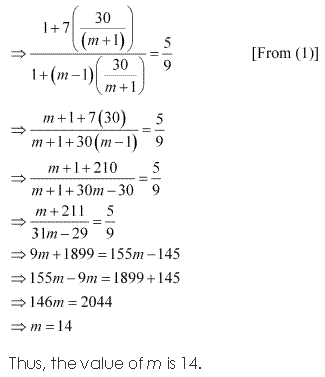 ⇒ (1+7(30/(m+1)))/(1+(m−1)(30/(m+1))) = 5/9 [From (1)]
⇒ (m+1+7(30))/(m+1+30(m−1)) = 5/9
⇒ (m+1+210)/(m+1+30m−30) = 5/9
⇒ (m+211)/(31m−29) = 5/9
⇒ 9m+1899 = 155m−145
⇒ 155m−9m = 1899+145
⇒ 146m = 2044
⇒ m = 14
Thus, the value of m is 14.